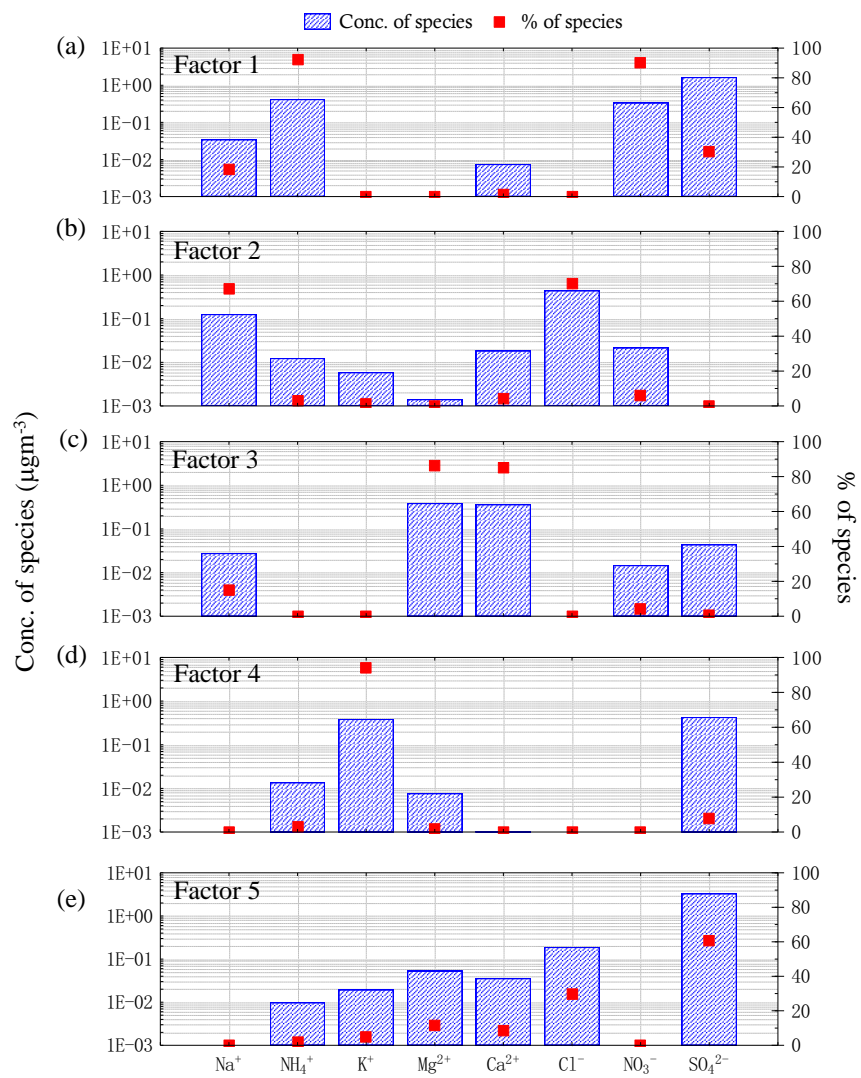 Conc. of species % of species
(a)
Factor 1
1E+01
1E+00
1E-01
1E-02
1E-03
100
80
60
40
20
0
(b)
Factor 2
1E+01
1E+00
1E-01
1E-02
1E-03
100
80
60
40
20
0
(c)
Factor 3
1E+01
1E+00
1E-01
1E-02
1E-03
100
80
60
40
20
0
(d)
Factor 4
1E+01
1E+00
1E-01
1E-02
1E-03
100
80
60
40
20
0
(e)
Factor 5
1E+01
1E+00
1E-01
1E-02
1E-03
100
80
60
40
20
0
Na⁺ NH₄⁺ K⁺ Mg²⁺ Ca²⁺ Cl⁻ NO₃⁻ SO₄²⁻
Conc. of species (µgm⁻³)
% of species